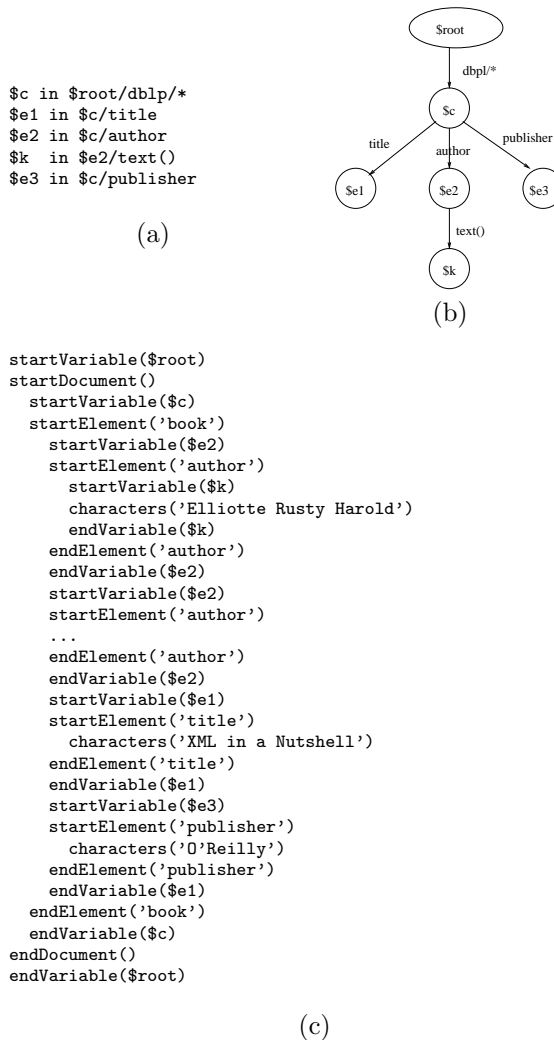 $c in $root/dblp/*
$e1 in $c/title
$e2 in $c/author
$k  in $e2/text()
$e3 in $c/publisher
(a)
$root
dbpl/*
$c
title
author
publisher
$e1
$e2
$e3
text()
$k
(b)
startVariable($root)
startDocument()
  startVariable($c)
  startElement('book')
    startVariable($e2)
    startElement('author')
      startVariable($k)
      characters('Elliotte Rusty Harold')
      endVariable($k)
    endElement('author')
    endVariable($e2)
    startVariable($e2)
    startElement('author')
    ...
    endElement('author')
    endVariable($e2)
    startVariable($e1)
    startElement('title')
      characters('XML in a Nutshell')
    endElement('title')
    endVariable($e1)
    startVariable($e3)
    startElement('publisher')
      characters('O'Reilly')
    endElement('publisher')
    endVariable($e1)
  endElement('book')
  endVariable($c)
endDocument()
endVariable($root)
(c)